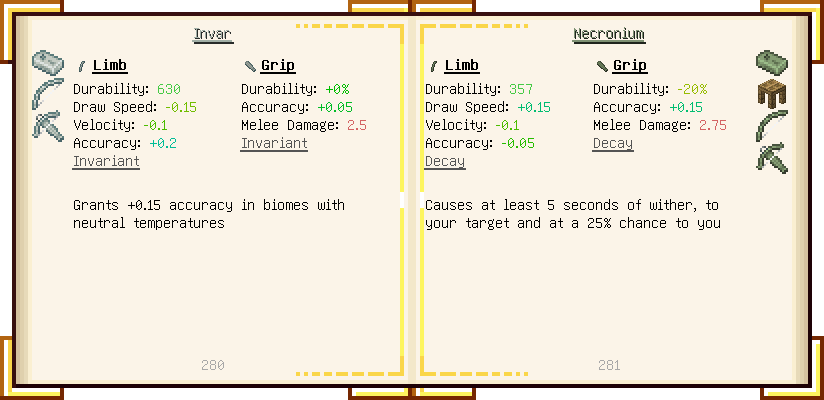 Invar
Limb
Durability: 630
Draw Speed: -0.15
Velocity: -0.1
Accuracy: +0.2
Invariant
Grip
Durability: +0%
Accuracy: +0.05
Melee Damage: 2.5
Invariant
Grants +0.15 accuracy in biomes with
neutral temperatures
280
Necronium
Limb
Durability: 357
Draw Speed: +0.15
Velocity: -0.1
Accuracy: -0.05
Decay
Grip
Durability: -20%
Accuracy: +0.15
Melee Damage: 2.75
Decay
Causes at least 5 seconds of wither, to
your target and at a 25% chance to you
281